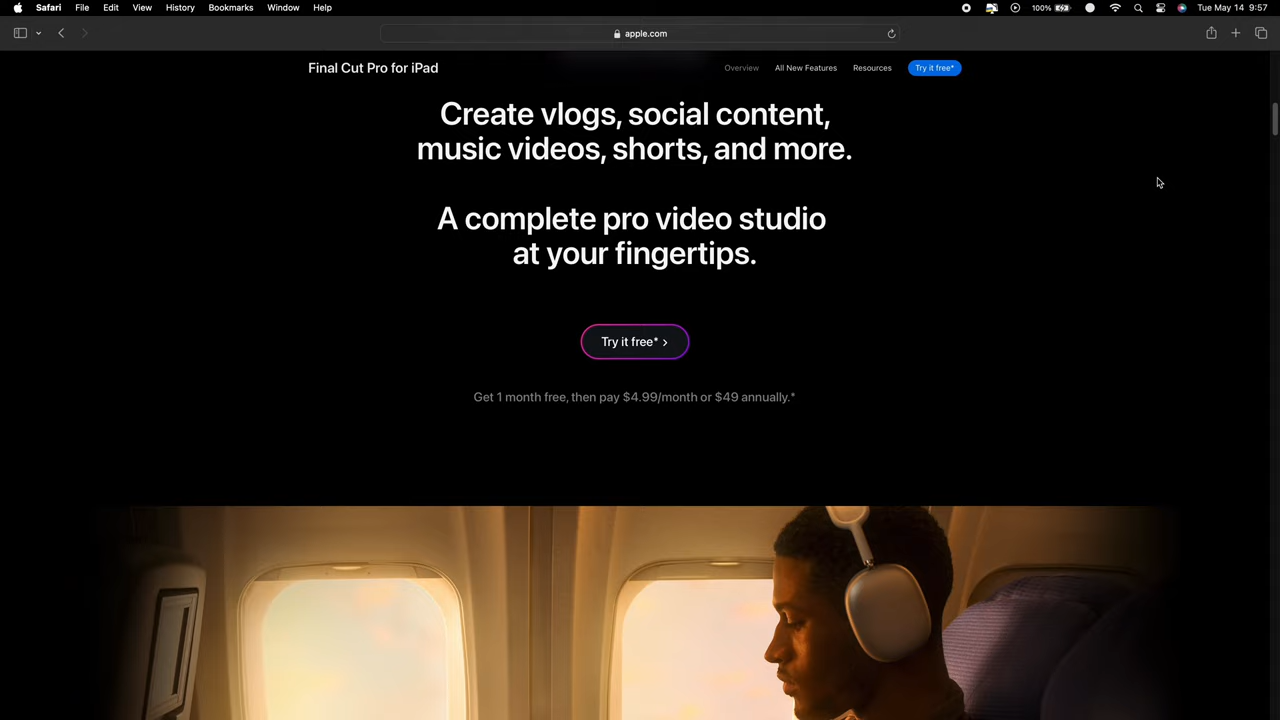 Safari File Edit View History Bookmarks Window Help 100% Tue May 14 9:57
apple.com
Final Cut Pro for iPad Overview All New Features Resources Try it free*
Create vlogs, social content,
music videos, shorts, and more.
A complete pro video studio
at your fingertips.
Try it free* ›
Get 1 month free, then pay $4.99/month or $49 annually.*